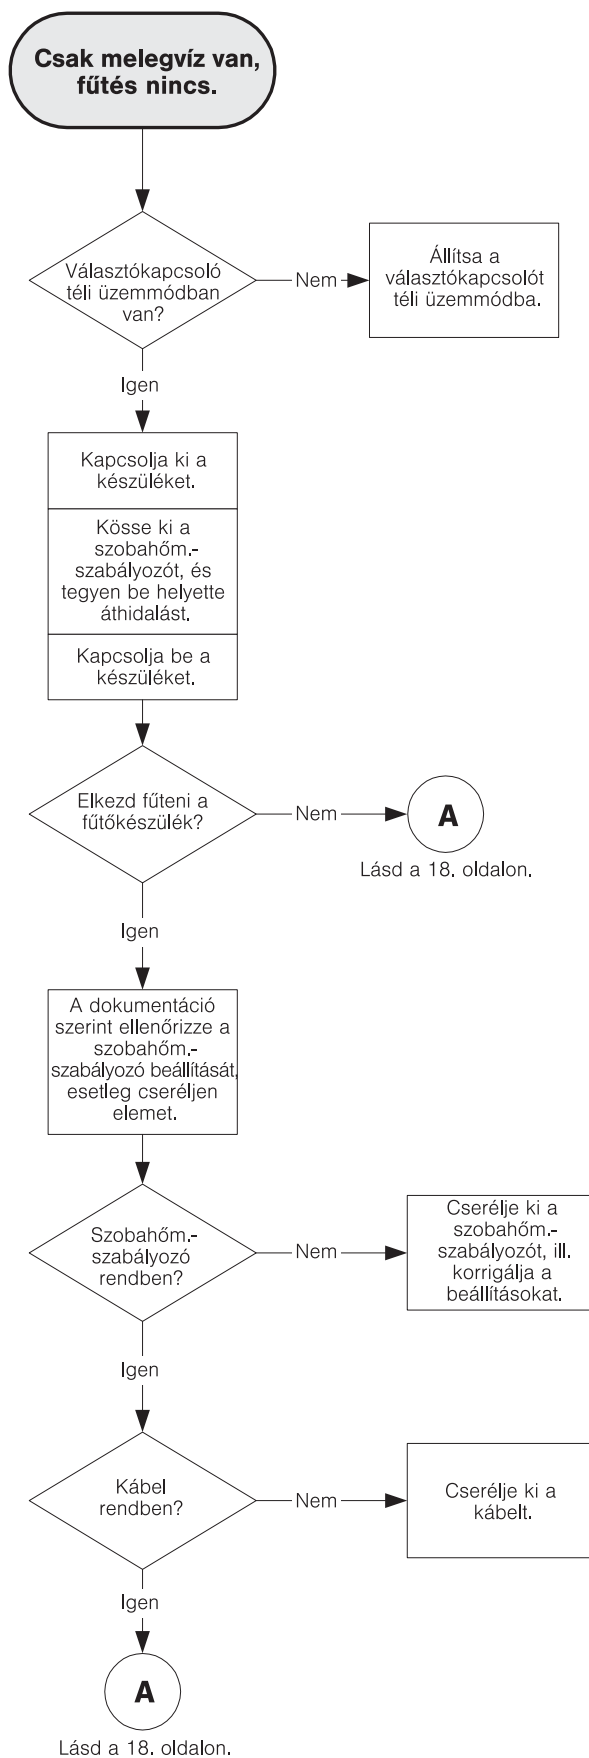 Csak melegvíz van,
fűtés nincs.
Választókapcsoló
téli üzemmódban
van?
Nem
Állítsa a
választókapcsolót
téli üzemmódba.
Igen
Kapcsolja ki a
készüléket.
Kösse ki a
szobahőm.-
szabályozót, és
tegyen be helyette
áthidalást.
Kapcsolja be a
készüléket.
Elkezd fűteni a
fűtőkészülék?
Nem
A
Lásd a 18. oldalon.
Igen
A dokumentáció
szerint ellenőrizze a
szobahőm.-
szabályozó beállítását,
esetleg cseréljen
elemet.
Szobahőm.-
szabályozó
rendben?
Nem
Cserélje ki a
szobahőm.-
szabályozót, ill.
korrigálja a
beállításokat.
Igen
Kábel
rendben?
Nem
Cserélje ki a
kábelt.
Igen
A
Lásd a 18. oldalon.